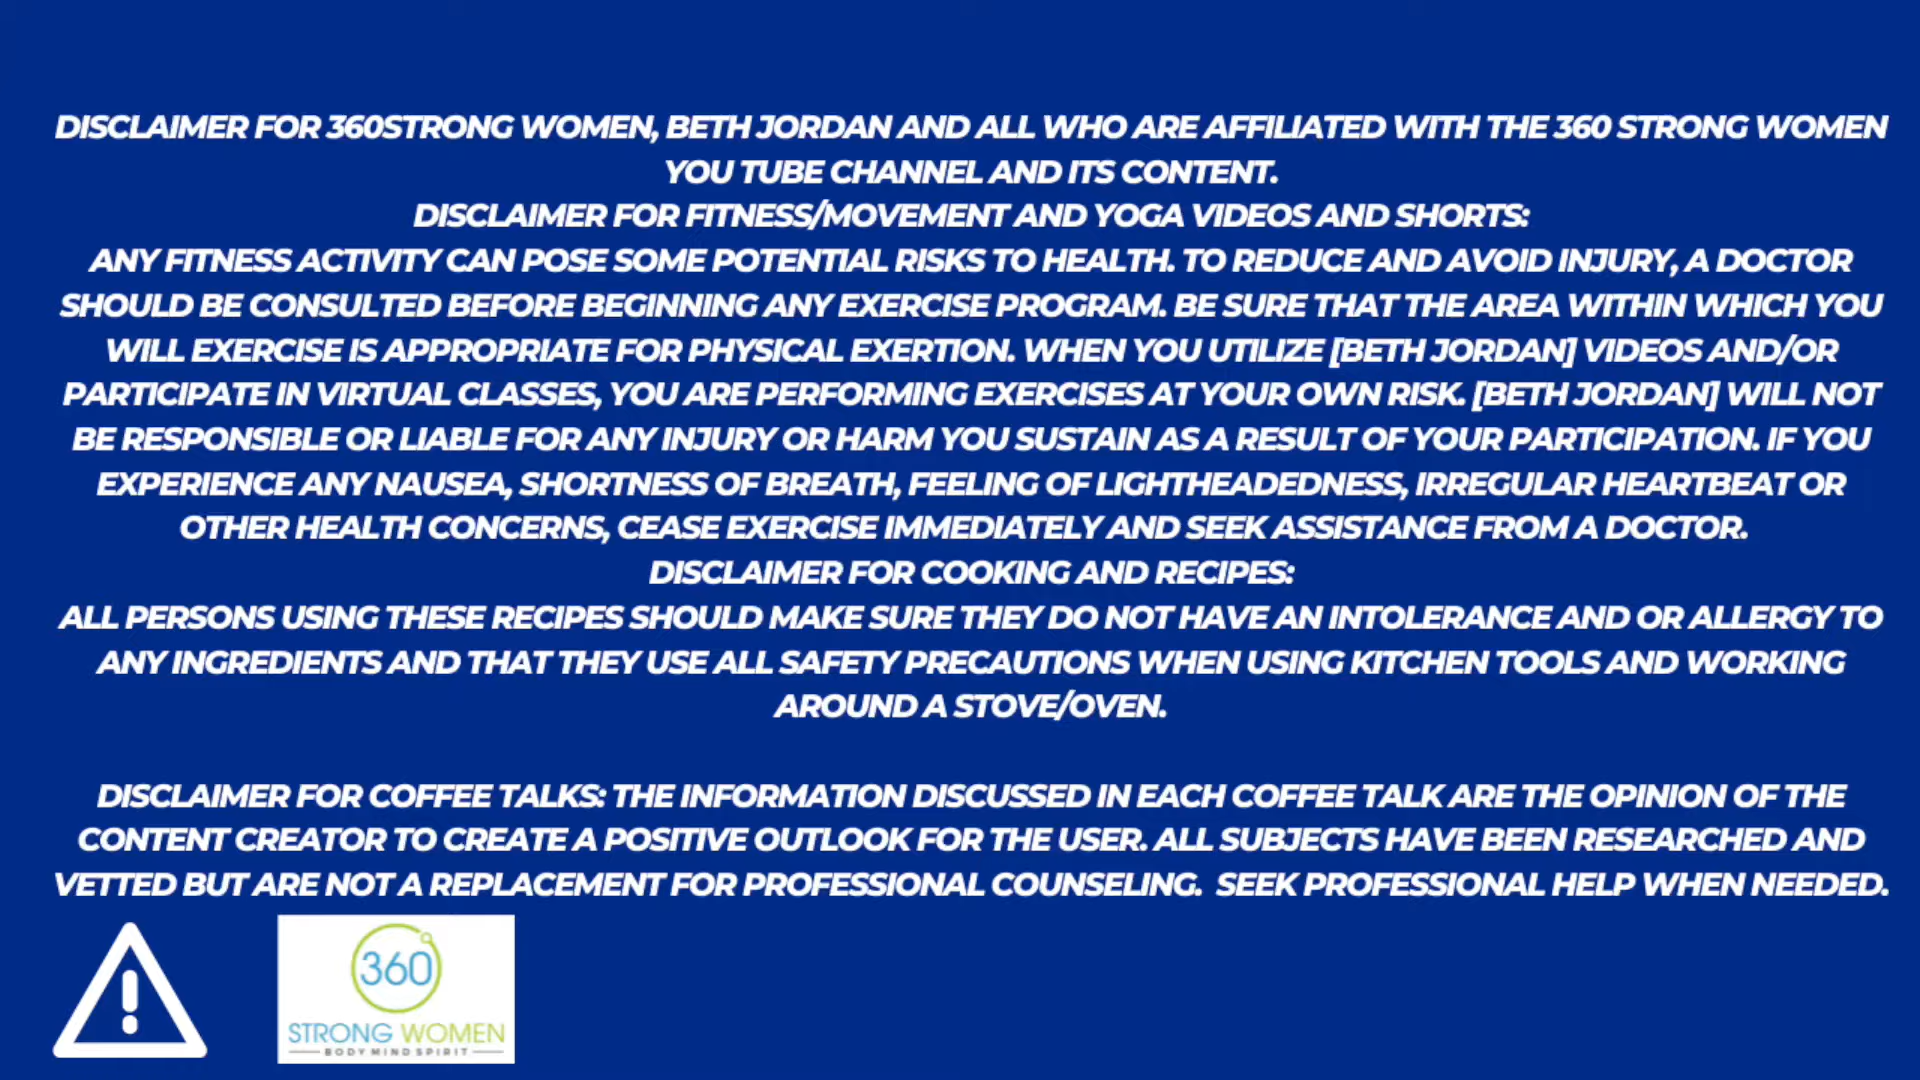 DISCLAIMER FOR 360STRONG WOMEN, BETH JORDAN AND ALL WHO ARE AFFILIATED WITH THE 360 STRONG WOMEN
YOU TUBE CHANNEL AND ITS CONTENT.
DISCLAIMER FOR FITNESS/MOVEMENT AND YOGA VIDEOS AND SHORTS:
ANY FITNESS ACTIVITY CAN POSE SOME POTENTIAL RISKS TO HEALTH. TO REDUCE AND AVOID INJURY, A DOCTOR
SHOULD BE CONSULTED BEFORE BEGINNING ANY EXERCISE PROGRAM. BE SURE THAT THE AREA WITHIN WHICH YOU
WILL EXERCISE IS APPROPRIATE FOR PHYSICAL EXERTION. WHEN YOU UTILIZE [BETH JORDAN] VIDEOS AND/OR
PARTICIPATE IN VIRTUAL CLASSES, YOU ARE PERFORMING EXERCISES AT YOUR OWN RISK. [BETH JORDAN] WILL NOT
BE RESPONSIBLE OR LIABLE FOR ANY INJURY OR HARM YOU SUSTAIN AS A RESULT OF YOUR PARTICIPATION. IF YOU
EXPERIENCE ANY NAUSEA, SHORTNESS OF BREATH, FEELING OF LIGHTHEADEDNESS, IRREGULAR HEARTBEAT OR
OTHER HEALTH CONCERNS, CEASE EXERCISE IMMEDIATELY AND SEEK ASSISTANCE FROM A DOCTOR.
DISCLAIMER FOR COOKING AND RECIPES:
ALL PERSONS USING THESE RECIPES SHOULD MAKE SURE THEY DO NOT HAVE AN INTOLERANCE AND OR ALLERGY TO
ANY INGREDIENTS AND THAT THEY USE ALL SAFETY PRECAUTIONS WHEN USING KITCHEN TOOLS AND WORKING
AROUND A STOVE/OVEN.
DISCLAIMER FOR COFFEE TALKS: THE INFORMATION DISCUSSED IN EACH COFFEE TALK ARE THE OPINION OF THE
CONTENT CREATOR TO CREATE A POSITIVE OUTLOOK FOR THE USER. ALL SUBJECTS HAVE BEEN RESEARCHED AND
VETTED BUT ARE NOT A REPLACEMENT FOR PROFESSIONAL COUNSELING. SEEK PROFESSIONAL HELP WHEN NEEDED.
360
STRONG WOMEN
BODY MIND SPIRIT